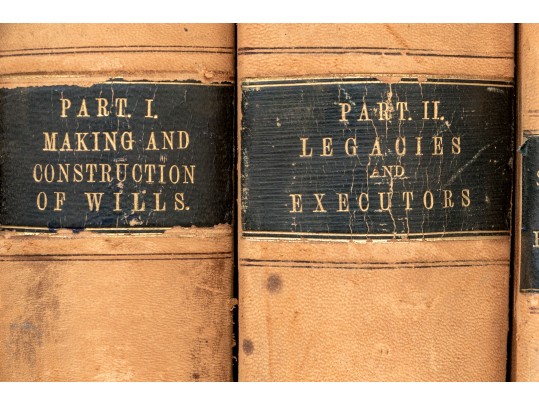 PART. I.
MAKING AND
CONSTRUCTION
OF WILLS.
PART. II.
LEGACIES
AND
EXECUTORS